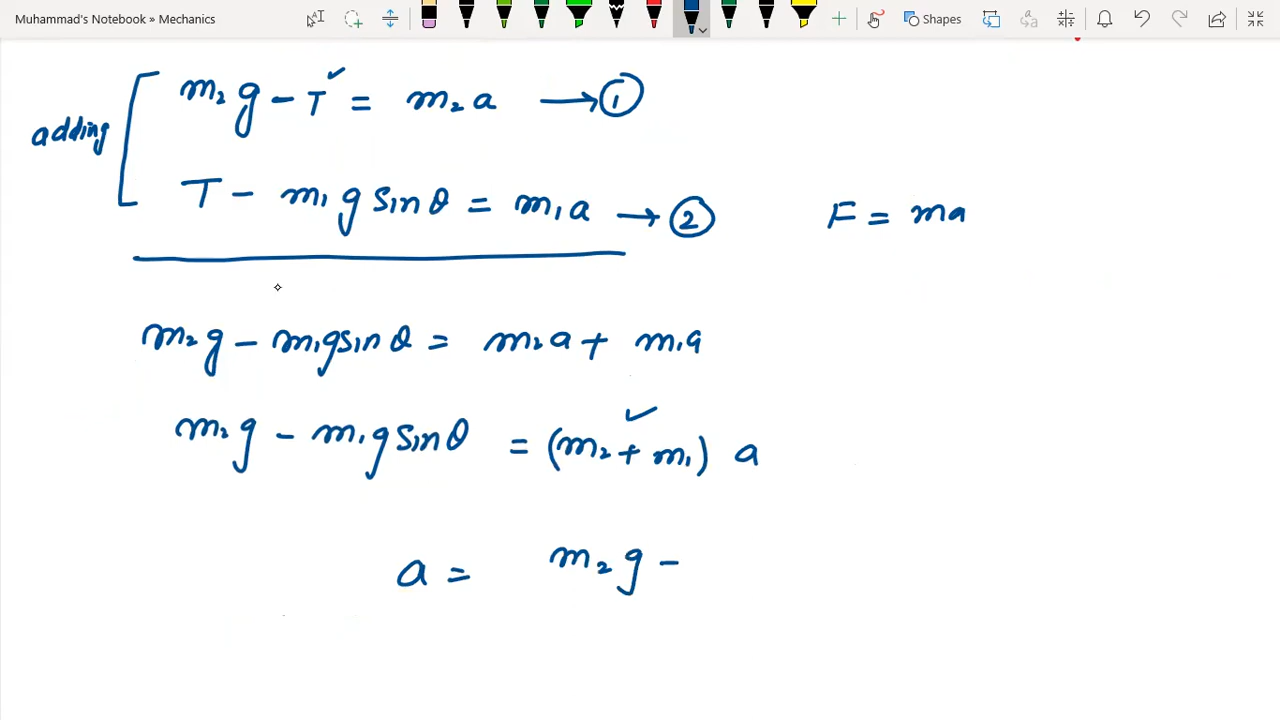 Muhammad's Notebook » Mechanics
Shapes
m₂g - T = m₂a → ①
adding
T - m₁g sinθ = m₁a → ②
F = ma
m₂g - m₁g sinθ = m₂a + m₁a
m₂g - m₁g sinθ = (m₂ + m₁) a
a = m₂g -